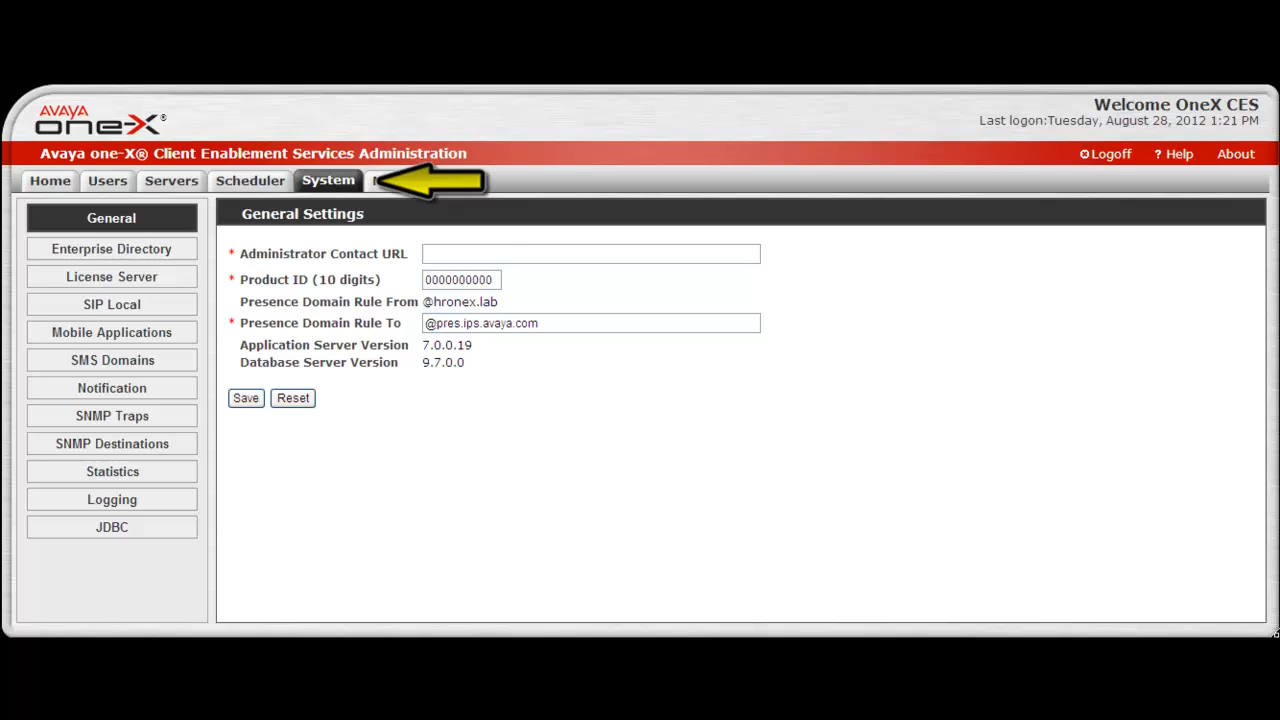 AVAYA
one-X®
Welcome OneX CES
Last logon:Tuesday, August 28, 2012 1:21 PM
Avaya one-X® Client Enablement Services Administration
Logoff
? Help
About
Home
Users
Servers
Scheduler
System
General
Enterprise Directory
License Server
SIP Local
Mobile Applications
SMS Domains
Notification
SNMP Traps
SNMP Destinations
Statistics
Logging
JDBC
General Settings
* Administrator Contact URL
* Product ID (10 digits) 0000000000
Presence Domain Rule From @hronex.lab
* Presence Domain Rule To @pres.ips.avaya.com
Application Server Version 7.0.0.19
Database Server Version 9.7.0.0
Save Reset